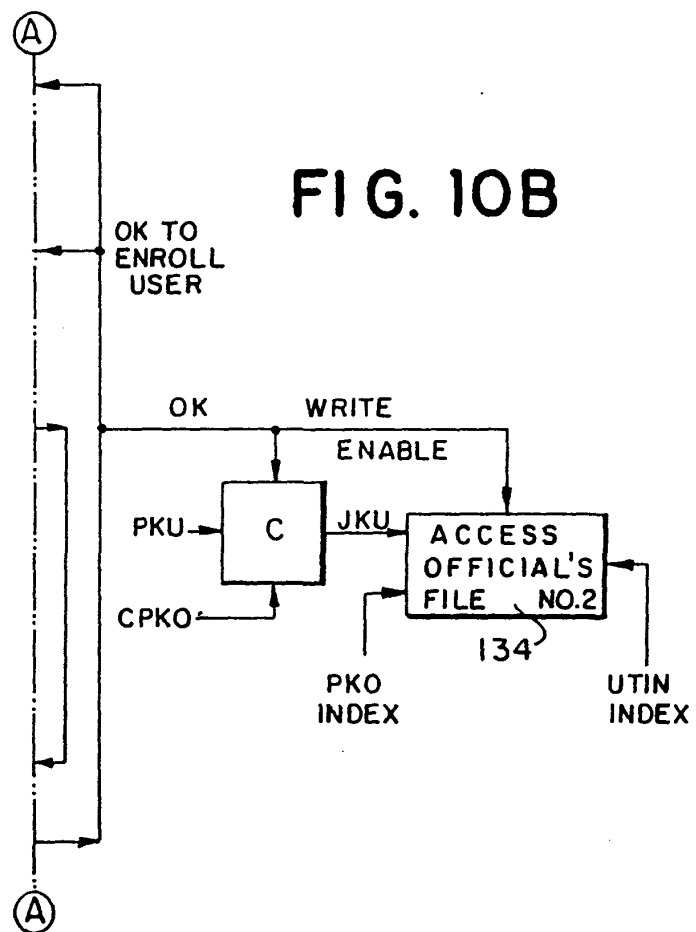 A
FIG. 10B
OK TO
ENROLL
USER
OK WRITE
ENABLE
PKU C JKU
ACCESS
OFFICIAL'S
FILE NO.2
CPKO
134
PKO
INDEX
UTIN
INDEX
A